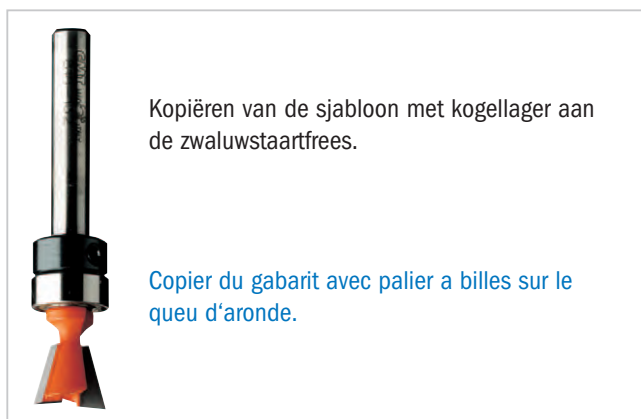 Kopiëren van de sjabloon met kogellager aan
de zwaluwstaartfrees.
Copier du gabarit avec palier a billes sur le
queu d‘aronde.